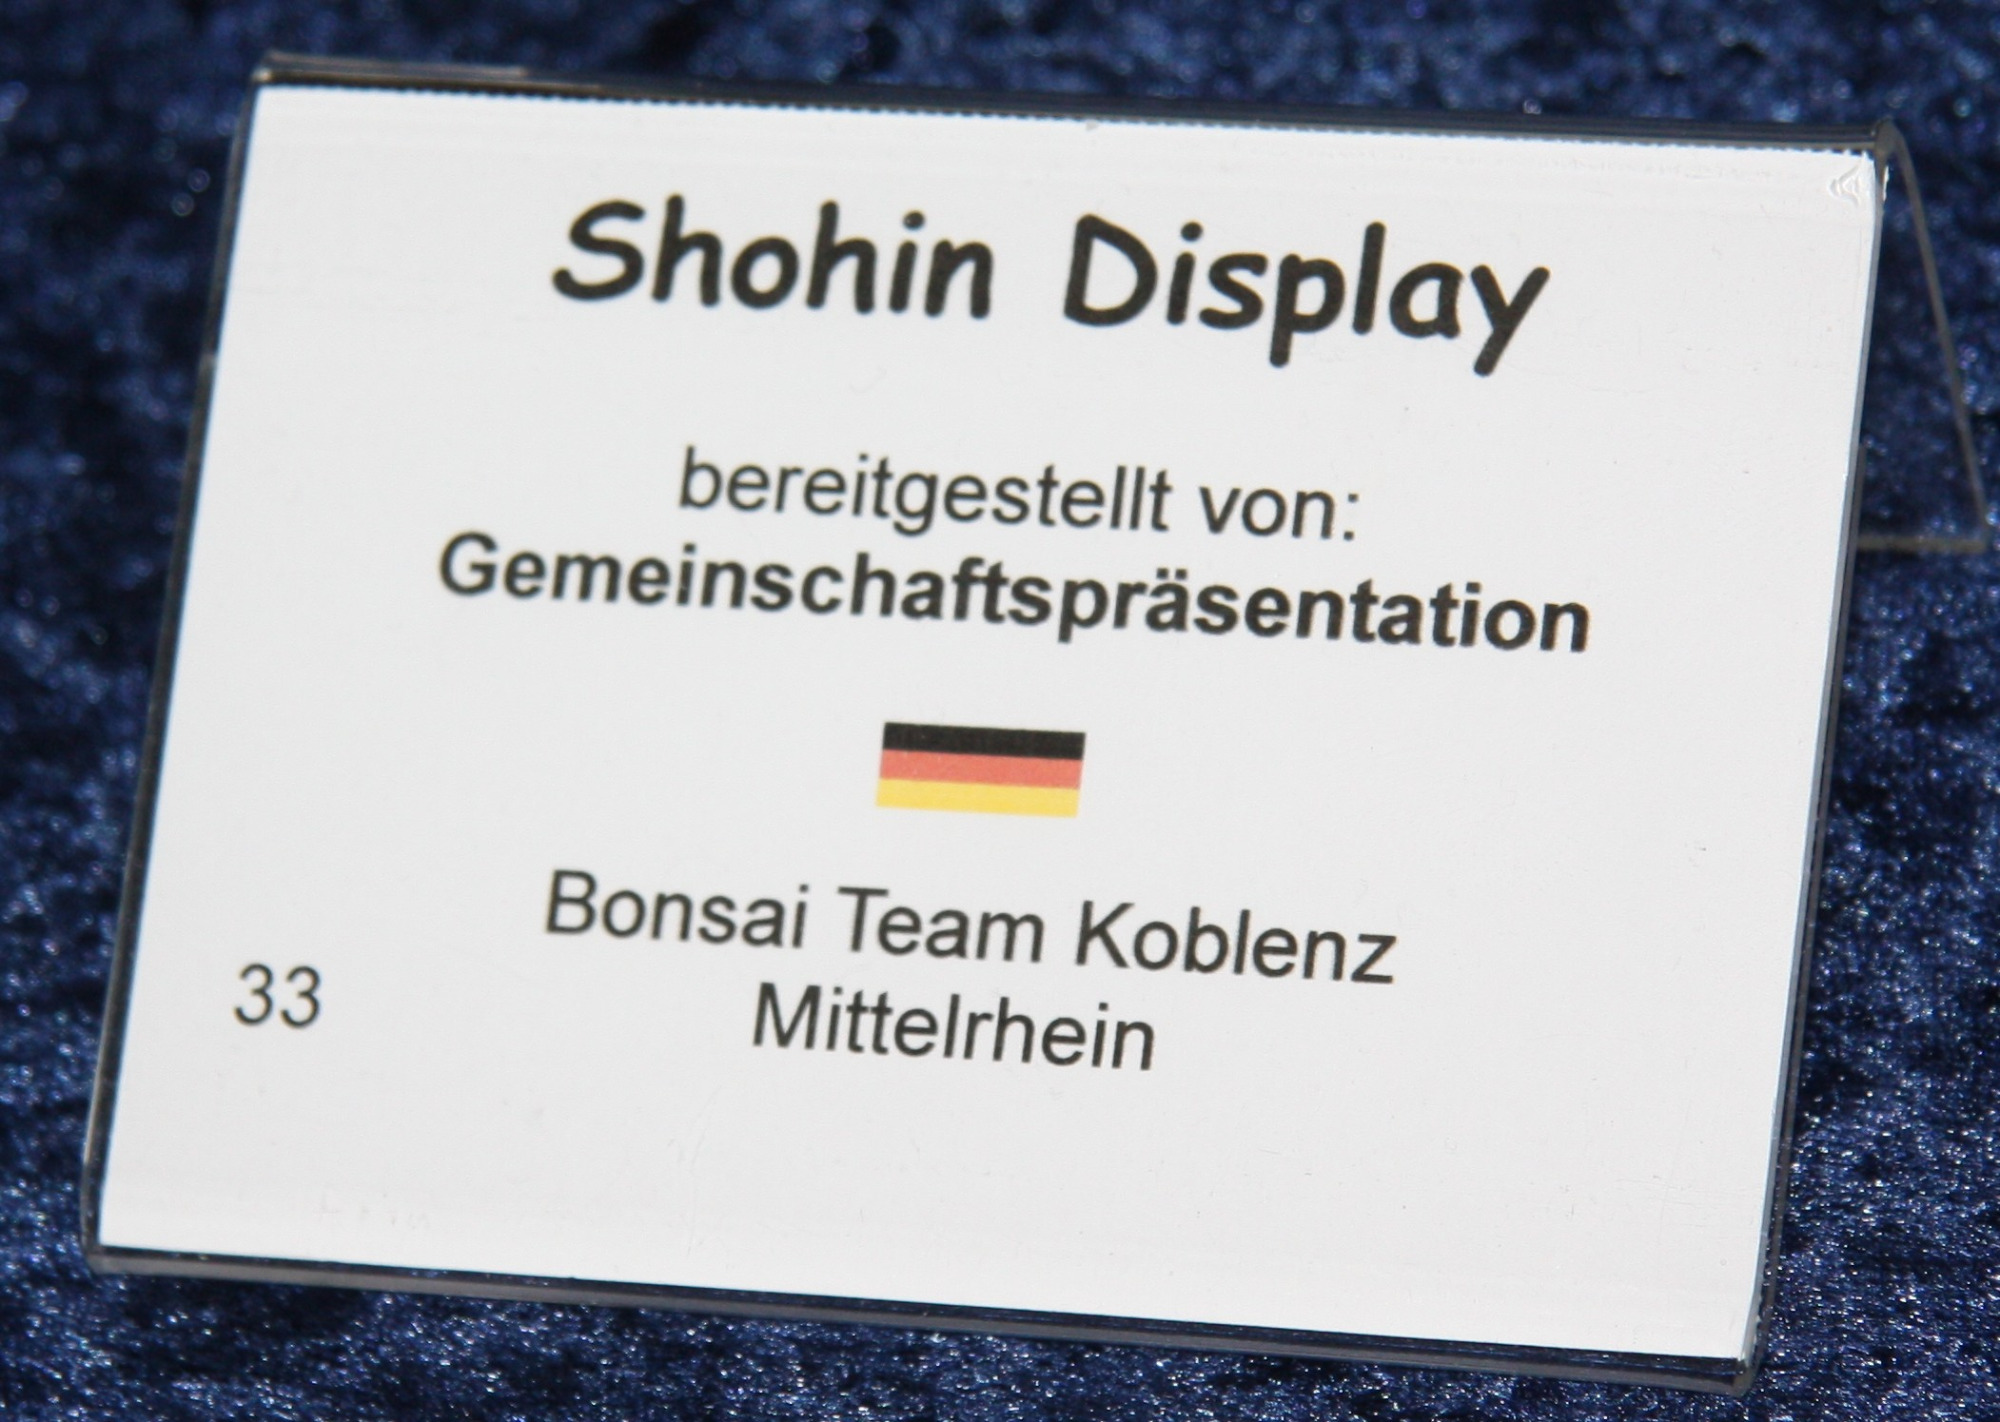 Shohin Display
bereitgestellt von:
Gemeinschaftspräsentation
Bonsai Team Koblenz
33
Mittelrhein